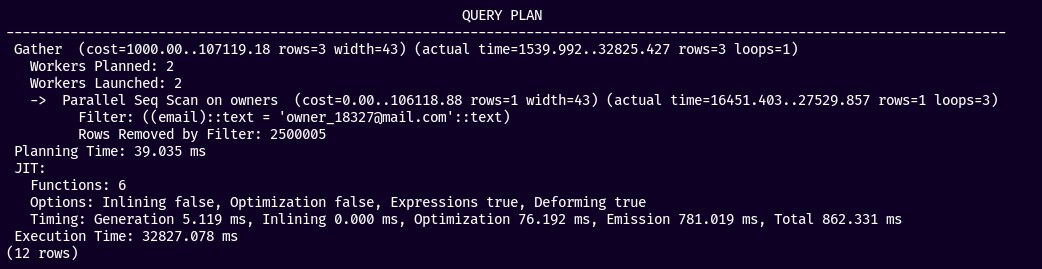 QUERY PLAN
-----------------------------------------------------------------------------------------------------------------------------
Gather  (cost=1000.00..107119.18 rows=3 width=43) (actual time=1539.992..32825.427 rows=3 loops=1)
  Workers Planned: 2
  Workers Launched: 2
  ->  Parallel Seq Scan on owners  (cost=0.00..106118.88 rows=1 width=43) (actual time=16451.403..27529.857 rows=1 loops=3)
        Filter: ((email)::text = 'owner_18327@mail.com'::text)
        Rows Removed by Filter: 2500005
Planning Time: 39.035 ms
JIT:
  Functions: 6
  Options: Inlining false, Optimization false, Expressions true, Deforming true
  Timing: Generation 5.119 ms, Inlining 0.000 ms, Optimization 76.192 ms, Emission 781.019 ms, Total 862.331 ms
Execution Time: 32827.078 ms
(12 rows)